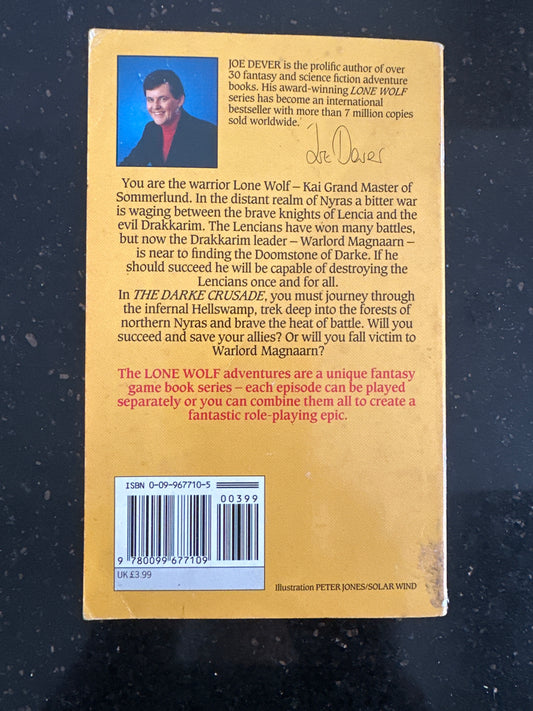 JOE DEVER is the prolific author of over
30 fantasy and science fiction adventure
books. His award-winning LONE WOLF
series has become an international
bestseller with more than 7 million copies
sold worldwide.
Joe Dever
You are the warrior Lone Wolf – Kai Grand Master of
Sommerlund. In the distant realm of Nyras a bitter war
is waging between the brave knights of Lencia and the
evil Drakkarim. The Lencians have won many battles,
but now the Drakkarim leader – Warlord Magnaarn –
is near to finding the Doomstone of Darke. If he
should succeed he will be capable of destroying the
Lencians once and for all.
In THE DARKE CRUSADE, you must journey through
the infernal Hellswamp, trek deep into the forests of
northern Nyras and brave the heat of battle. Will you
succeed and save your allies? Or will you fall victim to
Warlord Magnaarn?
The LONE WOLF adventures are a unique fantasy
game book series – each episode can be played
separately or you can combine them all to create a
fantastic role-playing epic.
ISBN 0-09-967710-5
00399
9 780099 677109
UK £3.99
Illustration PETER JONES/SOLAR WIND